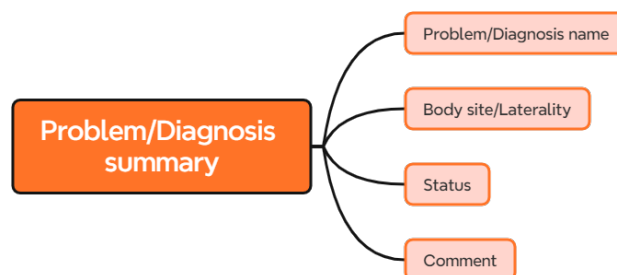 Problem/Diagnosis
summary
Problem/Diagnosis name
Body site/Laterality
Status
Comment